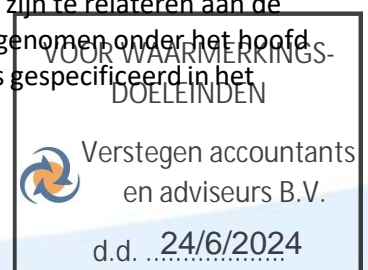 zijn te relateren aan de
genomen onder het hoofd
VOOR WAARMERKINGS-
s gespecificeerd in het
DOELEINDEN
Verstegen accountants
en adviseurs B.V.
d.d. 24/6/2024